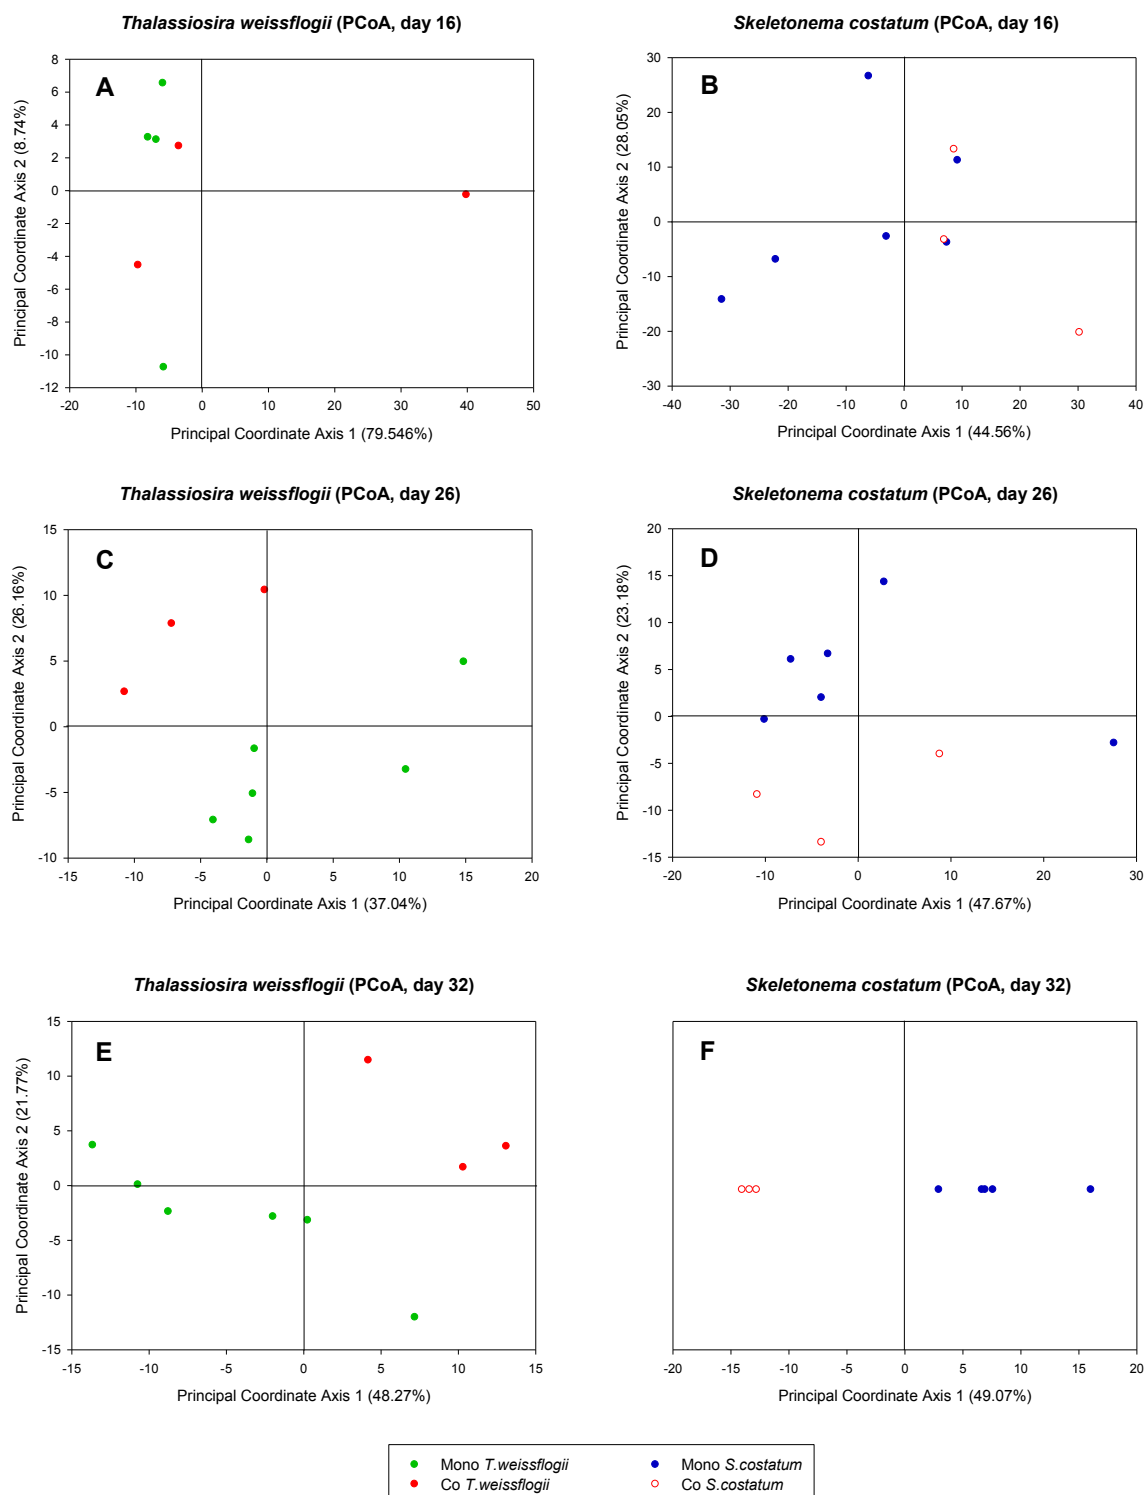 Thalassiosira weissflogii (PCoA, day 16)
A
Principal Coordinate Axis 2 (8.74%)
8
6
4
2
0
-2
-4
-6
-8
-10
-12
-20 -10 0 10 20 30 40 50
Principal Coordinate Axis 1 (79.546%)
Skeletonema costatum (PCoA, day 16)
B
Principal Coordinate Axis 2 (28.05%)
30
20
10
0
-10
-20
-30
-40 -30 -20 -10 0 10 20 30 40
Principal Coordinate Axis 1 (44.56%)
Thalassiosira weissflogii (PCoA, day 26)
C
Principal Coordinate Axis 2 (26.16%)
15
10
5
0
-5
-10
-15 -10 -5 0 5 10 15 20
Principal Coordinate Axis 1 (37.04%)
Skeletonema costatum (PCoA, day 26)
D
Principal Coordinate Axis 2 (23.18%)
20
15
10
5
0
-5
-10
-15
-20 -10 0 10 20 30
Principal Coordinate Axis 1 (47.67%)
Thalassiosira weissflogii (PCoA, day 32)
E
Principal Coordinate Axis 2 (21.77%)
15
10
5
0
-5
-10
-15
-15 -10 -5 0 5 10 15
Principal Coordinate Axis 1 (48.27%)
Skeletonema costatum (PCoA, day 32)
F
-20 -15 -10 -5 0 5 10 15 20
Principal Coordinate Axis 1 (49.07%)
Mono T.weissflogii
Co T.weissflogii
Mono S.costatum
Co S.costatum